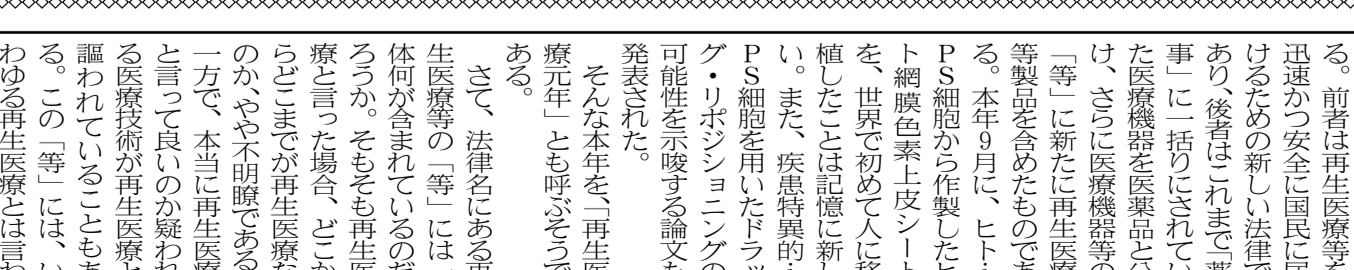 る。前者は再生医療等を
迅速かつ安全に国民に届
けるための新しい法律で
あり、後者はこれまで「薬
事」に一括りにされてい
た医療機器を医薬品と分
け、さらに医療機器等の
「等」に新たに再生医療
等製品を含めたものであ
る。本年9月に、ヒト・
PS細胞から作製したヒ
ト網膜色素上皮シート
を、世界で初めて人に移
植したことは記憶に新し
い。また、疾患特異的・
PS細胞を用いたドラッ
グ・リポジショニングの
可能性を示唆する論文も
発表された。
そんな本年を、「再生医
療元年」とも呼ぶそうで
ある。
さて、法律名にある再
生医療等の「等」には一
体何が含まれているのだ
ろうか。そもそも再生医
療と言った場合、どこか
らどこまでが再生医療な
のか、やや不明瞭である
一方で、本当に再生医療
と言って良いのか疑われ
る医療技術が再生医療と
謳われていることもあ
る。この「等」には、い
わゆる再生医療とは言わ